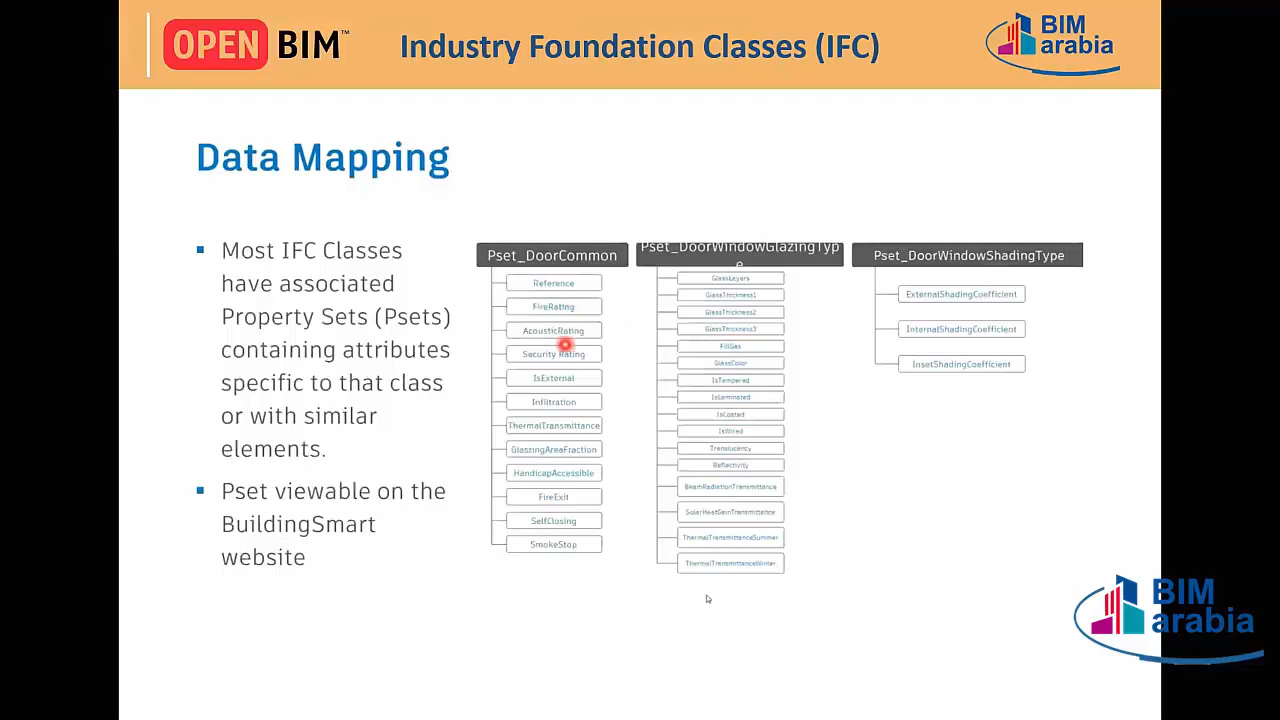 OPEN BIM™
Industry Foundation Classes (IFC)
BIM
arabia
Data Mapping
Most IFC Classes
have associated
Property Sets (Psets)
containing attributes
specific to that class
or with similar
elements.
Pset viewable on the
BuildingSmart
website
Pset_DoorCommon
Reference
FireRating
AcousticRating
Security Rating
IsExternal
Infiltration
ThermalTransmittance
GlaszingAreaFraction
HandicapAccessible
FireExit
SelfClosing
SmokeStop
Pset_DoorWindowGlazingTyp
e
GlassLayers
GlassThickness1
GlassThickness2
GlassThickness3
FillGas
GlassColor
IsTempered
IsLaminated
IsCoated
IsWired
Translucency
Reflectivity
BeamRadiationTransmittance
SolarHeatGainTransmittance
ThermalTransmittanceSummer
ThermalTransmittanceWinter
Pset_DoorWindowShadingType
ExternalShadingCoefficient
InternalShadingCoefficient
InsetShadingCoefficient
BIM
arabia